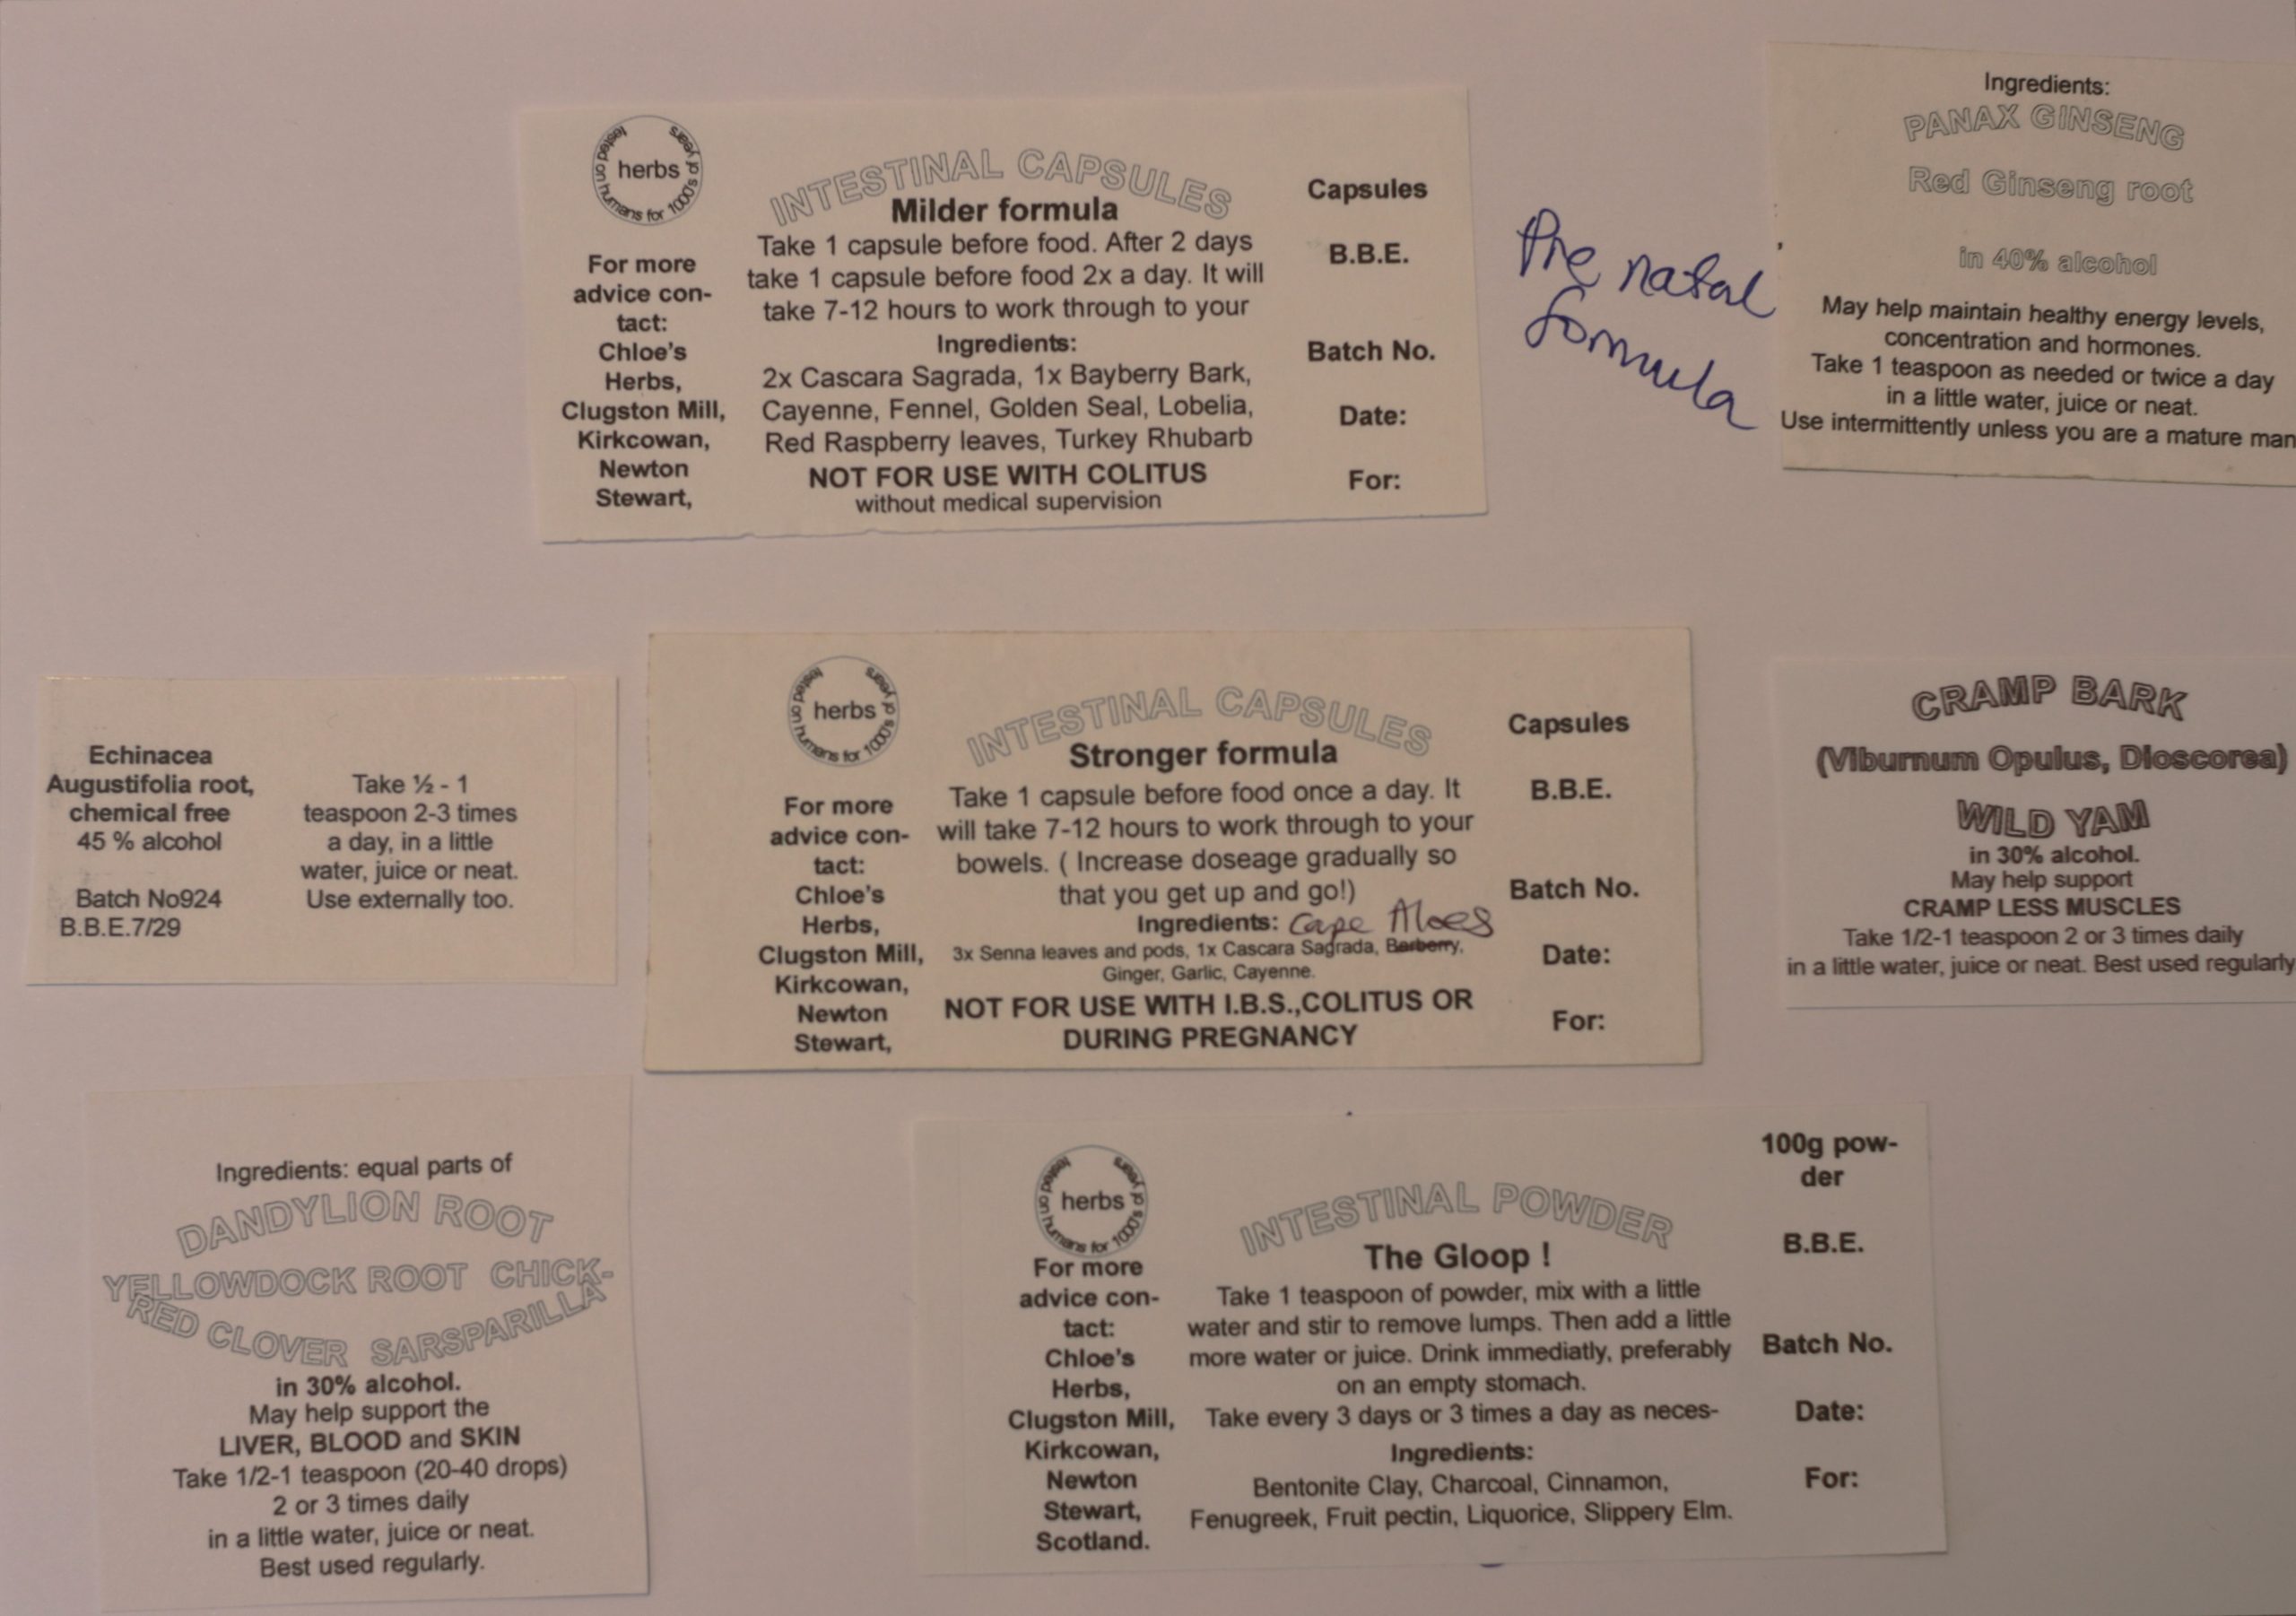 tested on humans for 1000's of years
herbs
For more
advice con-
tact:
Chloe's
Herbs,
Clugston Mill,
Kirkcowan,
Newton
Stewart,
INTESTINAL CAPSULES
Milder formula
Take 1 capsule before food. After 2 days
take 1 capsule before food 2x a day. It will
take 7-12 hours to work through to your
Ingredients:
2x Cascara Sagrada, 1x Bayberry Bark,
Cayenne, Fennel, Golden Seal, Lobelia,
Red Raspberry leaves, Turkey Rhubarb
NOT FOR USE WITH COLITUS
without medical supervision
Capsules
B.B.E.
Batch No.
Date:
For:
Pre natal
formula
Ingredients:
PANAX GINSENG
Red Ginseng root
in 40% alcohol
May help maintain healthy energy levels,
concentration and hormones.
Take 1 teaspoon as needed or twice a day
in a little water, juice or neat.
Use intermittently unless you are a mature man
Echinacea
Augustifolia root,
chemical free
45 % alcohol
Batch No924
B.B.E.7/29
Take ½ - 1
teaspoon 2-3 times
a day, in a little
water, juice or neat.
Use externally too.
tested on humans for 1000's of years
herbs
For more
advice con-
tact:
Chloe's
Herbs,
Clugston Mill,
Kirkcowan,
Newton
Stewart,
INTESTINAL CAPSULES
Stronger formula
Take 1 capsule before food once a day. It
will take 7-12 hours to work through to your
bowels. ( Increase doseage gradually so
that you get up and go!)
Ingredients: Cape Aloes
3x Senna leaves and pods, 1x Cascara Sagrada, Barberry,
Ginger, Garlic, Cayenne.
NOT FOR USE WITH I.B.S.,COLITUS OR
DURING PREGNANCY
Capsules
B.B.E.
Batch No.
Date:
For:
CRAMP BARK
(Viburnum Opulus, Dioscorea)
WILD YAM
in 30% alcohol.
May help support
CRAMP LESS MUSCLES
Take 1/2-1 teaspoon 2 or 3 times daily
in a little water, juice or neat. Best used regularly
Ingredients: equal parts of
DANDYLION ROOT
YELLOWDOCK ROOT CHICK-
RED CLOVER SARSPARILLA
in 30% alcohol.
May help support the
LIVER, BLOOD and SKIN
Take 1/2-1 teaspoon (20-40 drops)
2 or 3 times daily
in a little water, juice or neat.
Best used regularly.
tested on humans for 1000's of years
herbs
For more
advice con-
tact:
Chloe's
Herbs,
Clugston Mill,
Kirkcowan,
Newton
Stewart,
Scotland.
INTESTINAL POWDER
The Gloop !
Take 1 teaspoon of powder, mix with a little
water and stir to remove lumps. Then add a little
more water or juice. Drink immediatly, preferably
on an empty stomach.
Take every 3 days or 3 times a day as neces-
Ingredients:
Bentonite Clay, Charcoal, Cinnamon,
Fenugreek, Fruit pectin, Liquorice, Slippery Elm.
100g pow-
der
B.B.E.
Batch No.
Date:
For: